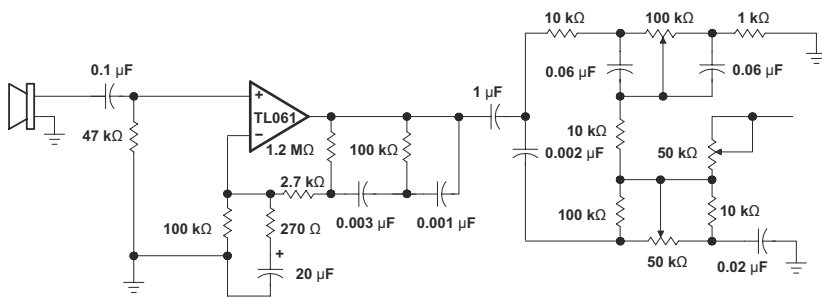 10 kΩ
100 kΩ
1 kΩ
0.1 µF
0.06 µF
0.06 µF
1 µF
+
TL061
−
47 kΩ
1.2 MΩ
100 kΩ
10 kΩ
0.002 µF
50 kΩ
2.7 kΩ
0.003 µF
0.001 µF
100 kΩ
270 Ω
100 kΩ
10 kΩ
+
20 µF
50 kΩ
0.02 µF